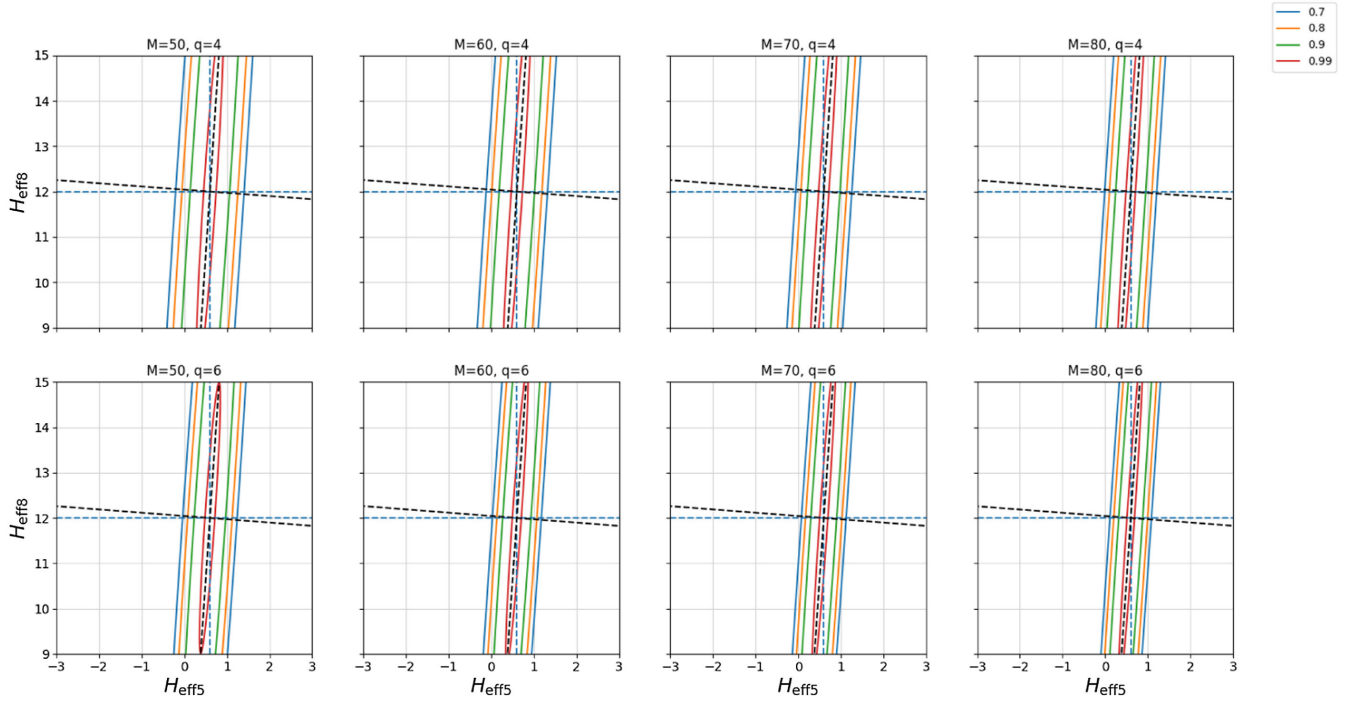 0.7
0.8
0.9
0.99
M=50, q=4
M=60, q=4
M=70, q=4
M=80, q=4
15
14
13
12
11
10
9
H_eff8
M=50, q=6
M=60, q=6
M=70, q=6
M=80, q=6
15
14
13
12
11
10
9
H_eff8
−3 −2 −1 0 1 2 3
−3 −2 −1 0 1 2 3
−3 −2 −1 0 1 2 3
−3 −2 −1 0 1 2 3
H_eff5
H_eff5
H_eff5
H_eff5